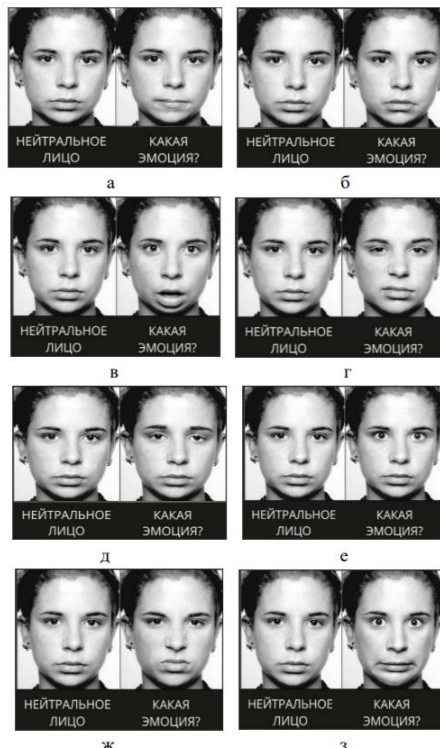 НЕЙТРАЛЬНОЕ ЛИЦО
КАКАЯ ЭМОЦИЯ?
НЕЙТРАЛЬНОЕ ЛИЦО
КАКАЯ ЭМОЦИЯ?
а
б
НЕЙТРАЛЬНОЕ ЛИЦО
КАКАЯ ЭМОЦИЯ?
НЕЙТРАЛЬНОЕ ЛИЦО
КАКАЯ ЭМОЦИЯ?
в
г
НЕЙТРАЛЬНОЕ ЛИЦО
КАКАЯ ЭМОЦИЯ?
НЕЙТРАЛЬНОЕ ЛИЦО
КАКАЯ ЭМОЦИЯ?
д
е
НЕЙТРАЛЬНОЕ ЛИЦО
КАКАЯ ЭМОЦИЯ?
НЕЙТРАЛЬНОЕ ЛИЦО
КАКАЯ ЭМОЦИЯ?
ж
з